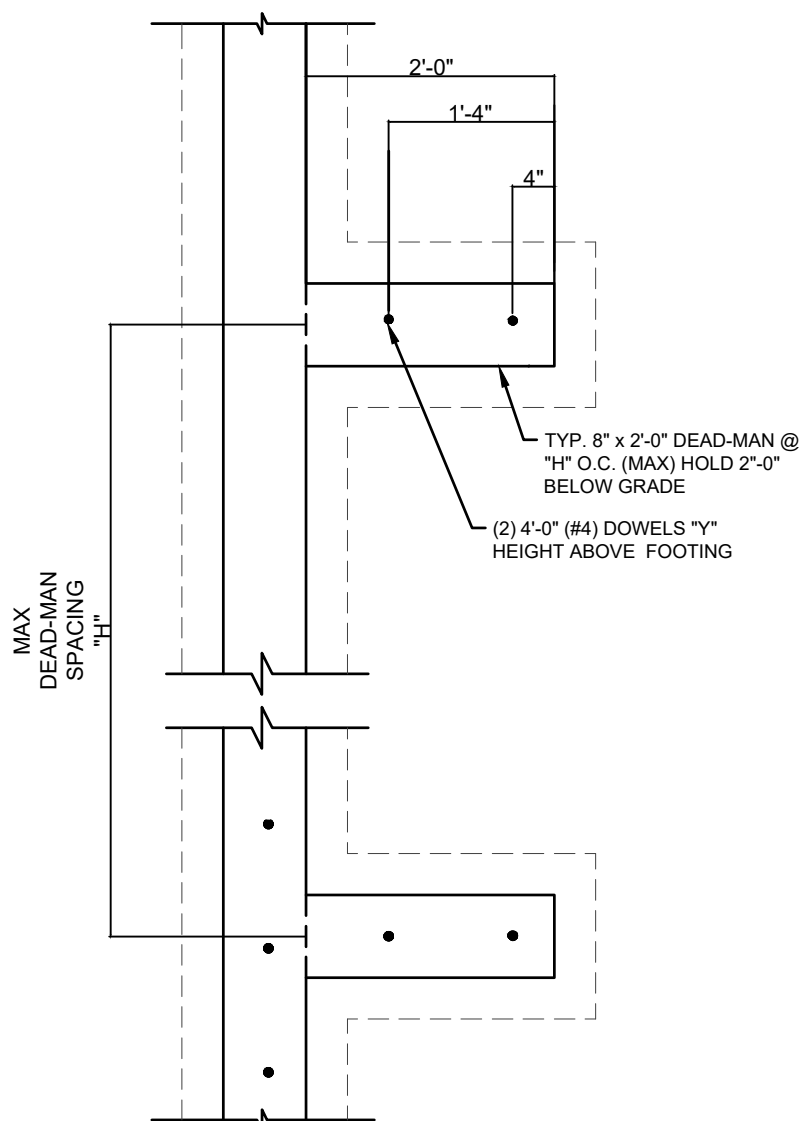 2'-0"
1'-4"
4"
TYP. 8" x 2'-0" DEAD-MAN @
"H" O.C. (MAX) HOLD 2"-0"
BELOW GRADE
(2) 4'-0" (#4) DOWELS "Y"
HEIGHT ABOVE FOOTING
MAX
DEAD-MAN
SPACING
"H"